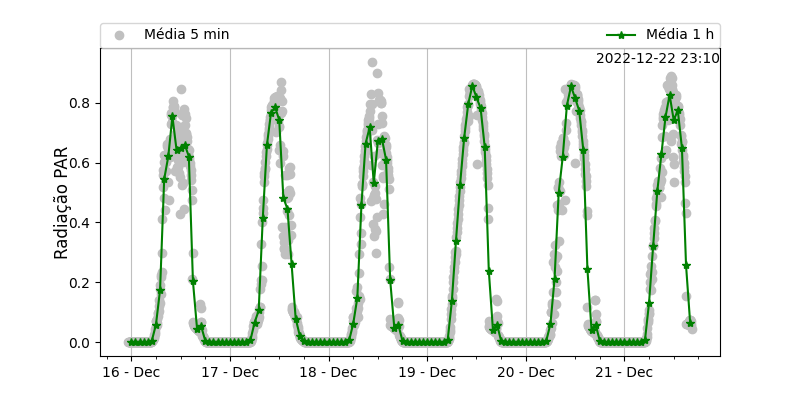 Média 5 min
Média 1 h
2022-12-22 23:10
Radiação PAR
0.8
0.6
0.4
0.2
0.0
16 - Dec
17 - Dec
18 - Dec
19 - Dec
20 - Dec
21 - Dec